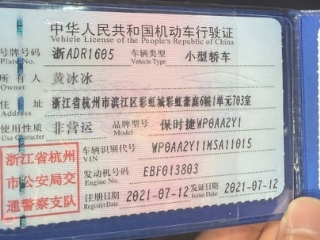 中华人民共和国机动车行驶证
Vehicle License of the People's Republic of China
号牌号码 浙ADR1605 车辆类型 小型轿车
Plate No. Vehicle Type
所有人 黄冰冰
Owner
浙江省杭州市滨江区彩虹城彩虹豪庭6幢1单元703室
使用性质 非营运 品牌型号 保时捷WP0AA2Y1
Use Character Model
浙江省杭州 车辆识别代号 WP0AA2Y11MSA11015
VIN
市公安局交 发动机号码 EBF013803
Engine No.
通警察支队 注册日期 2021-07-12 发证日期 2021-07-12
Register Date Issue Date